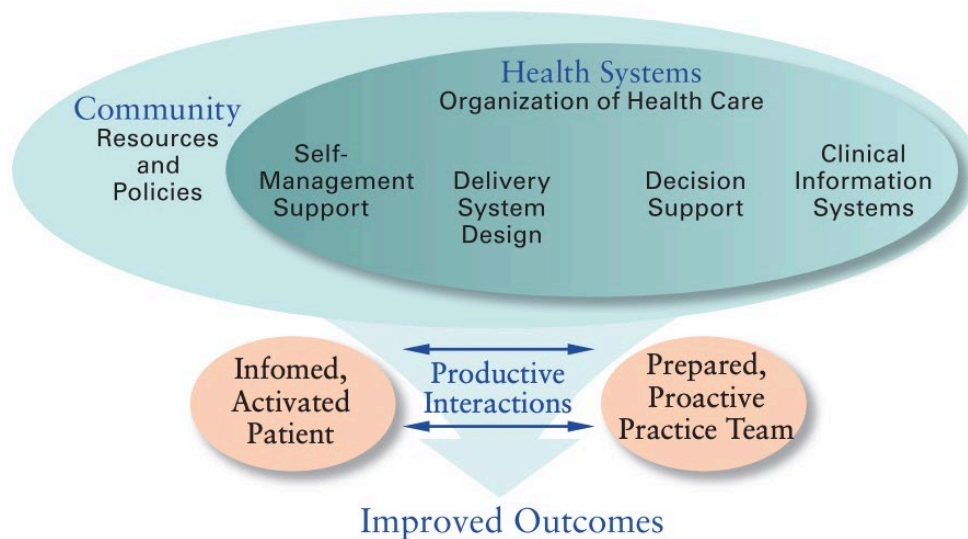 Health Systems
Organization of Health Care
Community
Resources
and
Policies
Self-
Management
Support
Delivery
System
Design
Decision
Support
Clinical
Information
Systems
Infomed,
Activated
Patient
Productive
Interactions
Prepared,
Proactive
Practice Team
Improved Outcomes